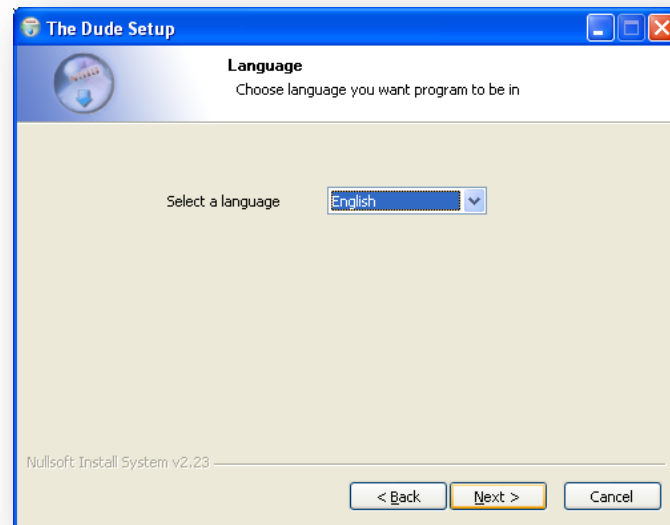 The Dude Setup
Language
Choose language you want program to be in
Select a language
English
Nullsoft Install System v2.23
< Back
Next >
Cancel